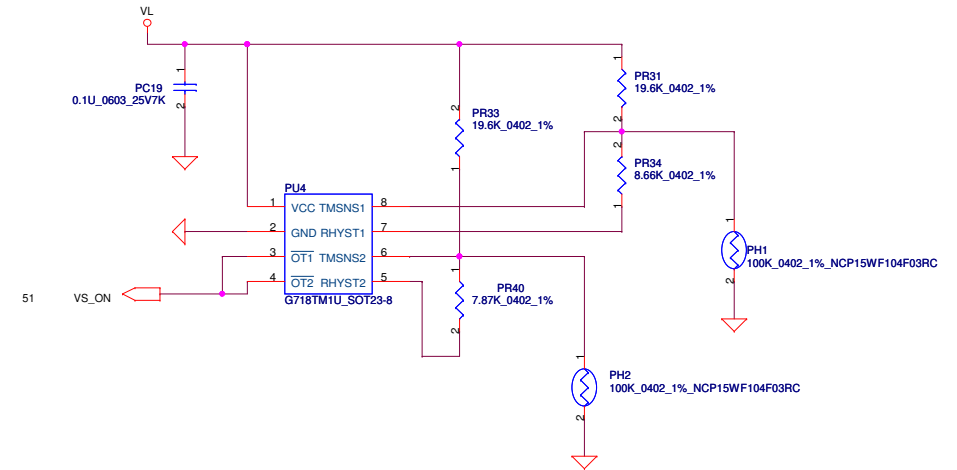 VL
1
PC19
0.1U_0603_25V7K
2
2
PR33
19.6K_0402_1%
1
1
PR31
19.6K_0402_1%
2
2
PR34
8.66K_0402_1%
1
PU4
1 VCC TMSNS1 8
2 GND RHYST1 7
3 OT1 TMSNS2 6
4 OT2 RHYST2 5
G718TM1U_SOT23-8
51 VS_ON
1
PR40
7.87K_0402_1%
2
1
PH1
100K_0402_1%_NCP15WF104F03RC
2
1
PH2
100K_0402_1%_NCP15WF104F03RC
2